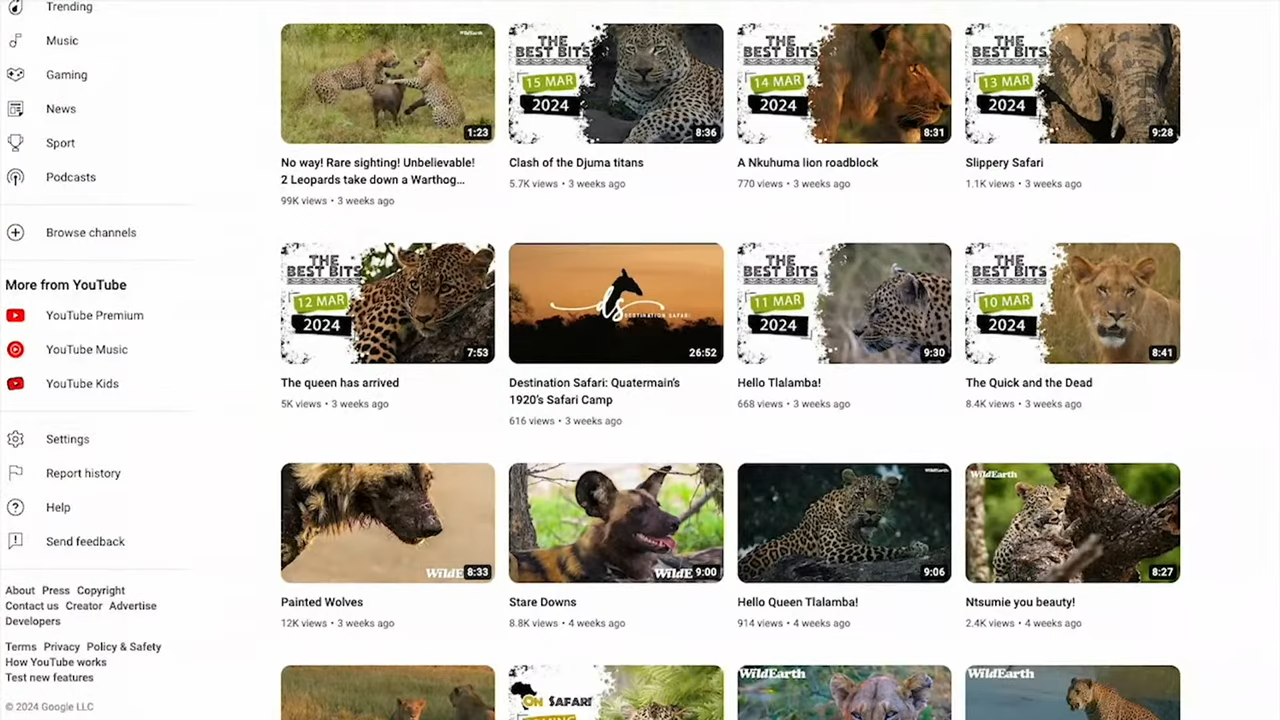 Trending
Music
Gaming
News
Sport
Podcasts
Browse channels
More from YouTube
YouTube Premium
YouTube Music
YouTube Kids
Settings
Report history
Help
Send feedback
About Press Copyright
Contact us Creator Advertise
Developers
Terms Privacy Policy & Safety
How YouTube works
Test new features
© 2024 Google LLC
WildEarth
1:23
No way! Rare sighting! Unbelievable!
2 Leopards take down a Warthog...
99K views • 3 weeks ago
THE
BEST BITS
15 MAR
2024
8:36
Clash of the Djuma titans
5.7K views • 3 weeks ago
THE
BEST BITS
14 MAR
2024
8:31
A Nkuhuma lion roadblock
770 views • 3 weeks ago
THE
BEST BITS
13 MAR
2024
9:28
Slippery Safari
1.1K views • 3 weeks ago
THE
BEST BITS
12 MAR
2024
7:53
The queen has arrived
5K views • 3 weeks ago
ds
DESTINATION SAFARI
26:52
Destination Safari: Quatermain's
1920's Safari Camp
616 views • 3 weeks ago
THE
BEST BITS
11 MAR
2024
9:30
Hello Tlalamba!
668 views • 3 weeks ago
THE
BEST BITS
10 MAR
2024
8:41
The Quick and the Dead
8.4K views • 3 weeks ago
WildE
8:33
Painted Wolves
12K views • 3 weeks ago
WildE
9:00
Stare Downs
8.8K views • 4 weeks ago
WildEarth
9:06
Hello Queen Tlalamba!
914 views • 4 weeks ago
WildEarth
8:27
Ntsumie you beauty!
2.4K views • 4 weeks ago
ON SAFARI
WildEarth
WildEarth